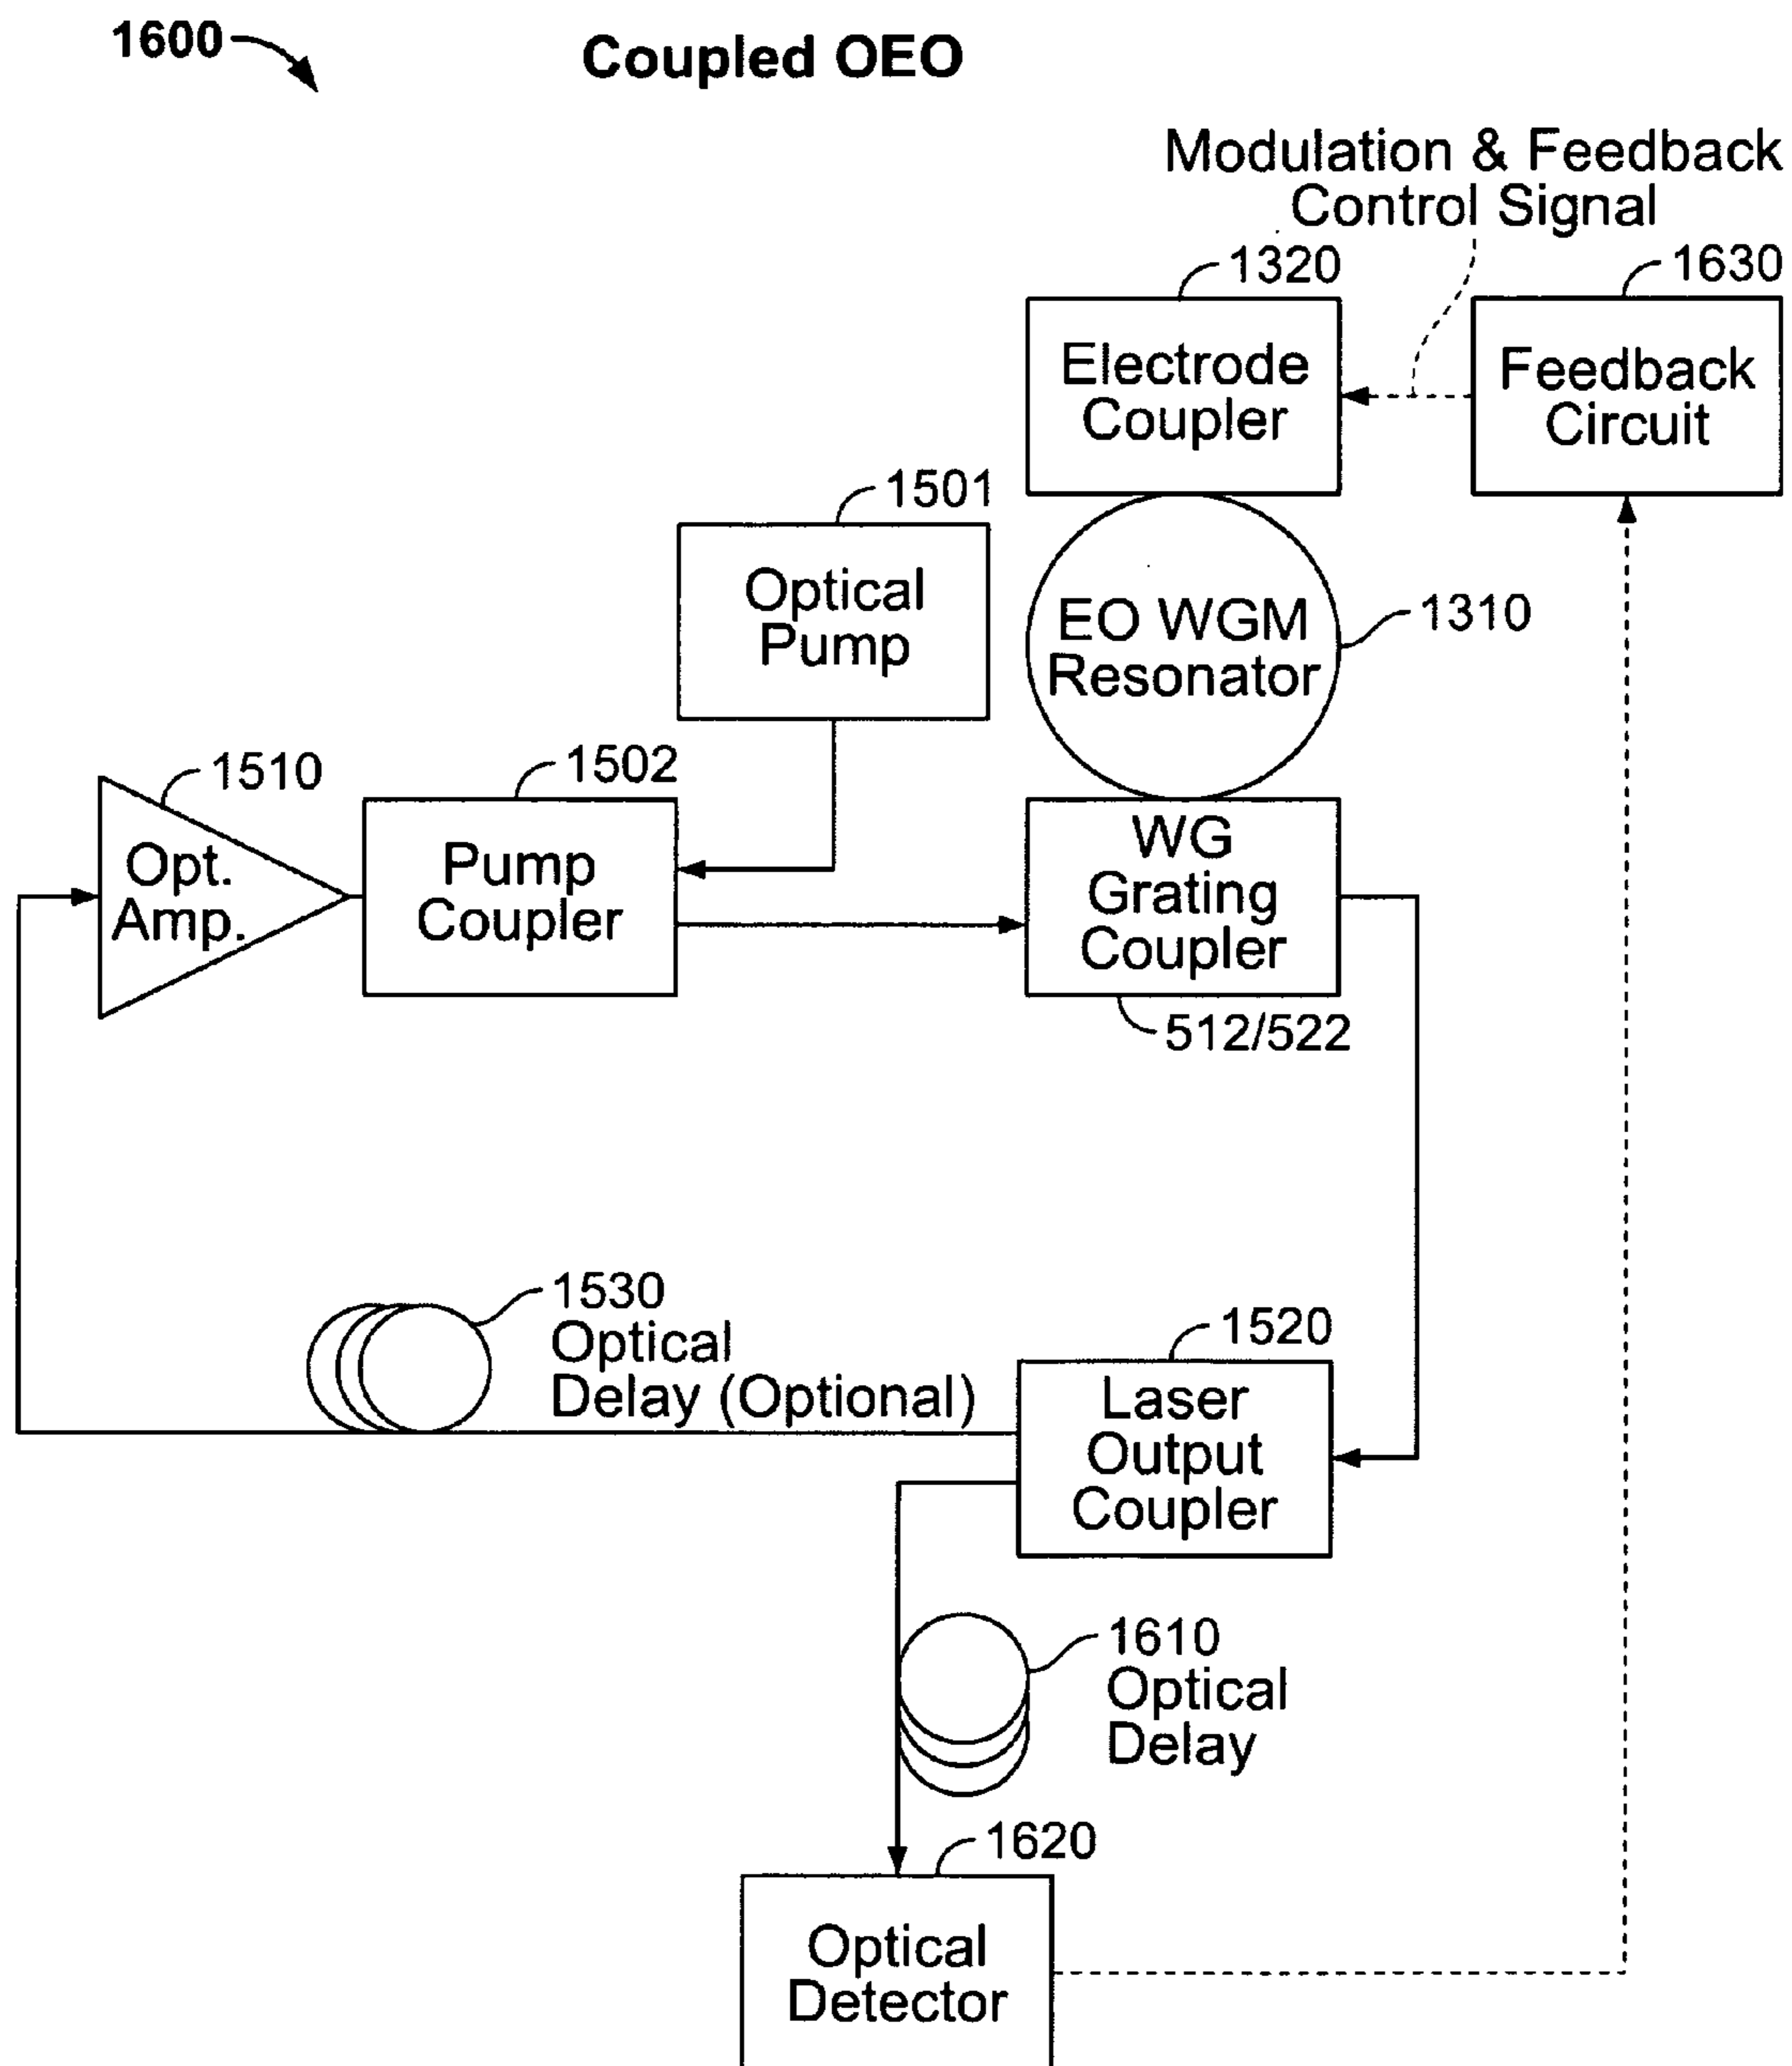 1600
Coupled OEO
Modulation & Feedback
Control Signal
1320
1630
Electrode
Coupler
Feedback
Circuit
1501
Optical
Pump
EO WGM
Resonator
1310
1510
1502
Opt.
Amp.
Pump
Coupler
WG
Grating
Coupler
512/522
1530
Optical
Delay (Optional)
1520
Laser
Output
Coupler
1610
Optical
Delay
1620
Optical
Detector